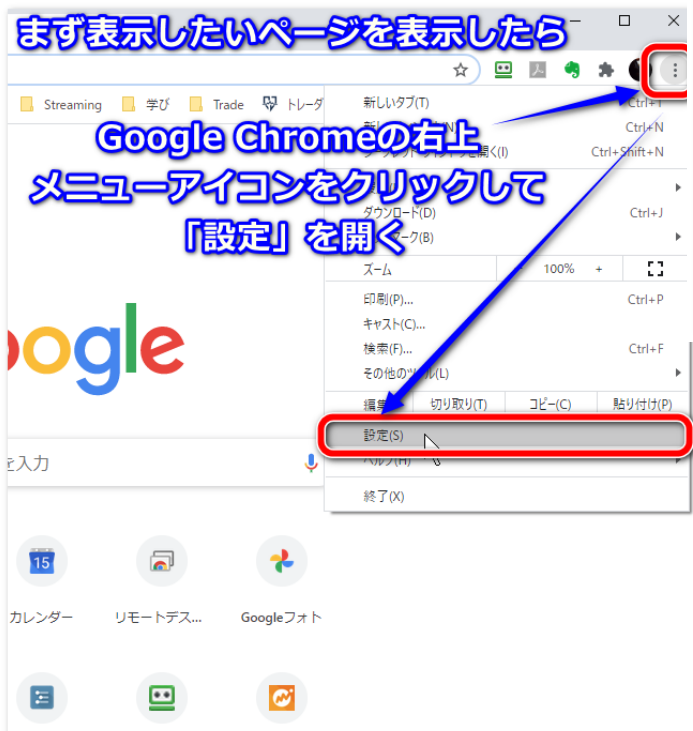 まず表示したいページを表示したら
Streaming
学び
Trade
トレーダ
新しいタブ(T)
Ctrl+T
Google Chromeの右上
Ctrl+N
Ctrl+Shift+N
メニューアイコンをクリックして
ダウンロード(D)
Ctrl+J
「設定」を開く
ズーム
100%
+
印刷(P)...
Ctrl+P
キャスト(C)...
検索(F)...
Ctrl+F
その他のツール(L)
ogle
編集
切り取り(T)
コピー(C)
貼り付け(P)
設定(S)
ヘルプ(H)
を入力
終了(X)
15
カレンダー
リモートデス...
Googleフォト